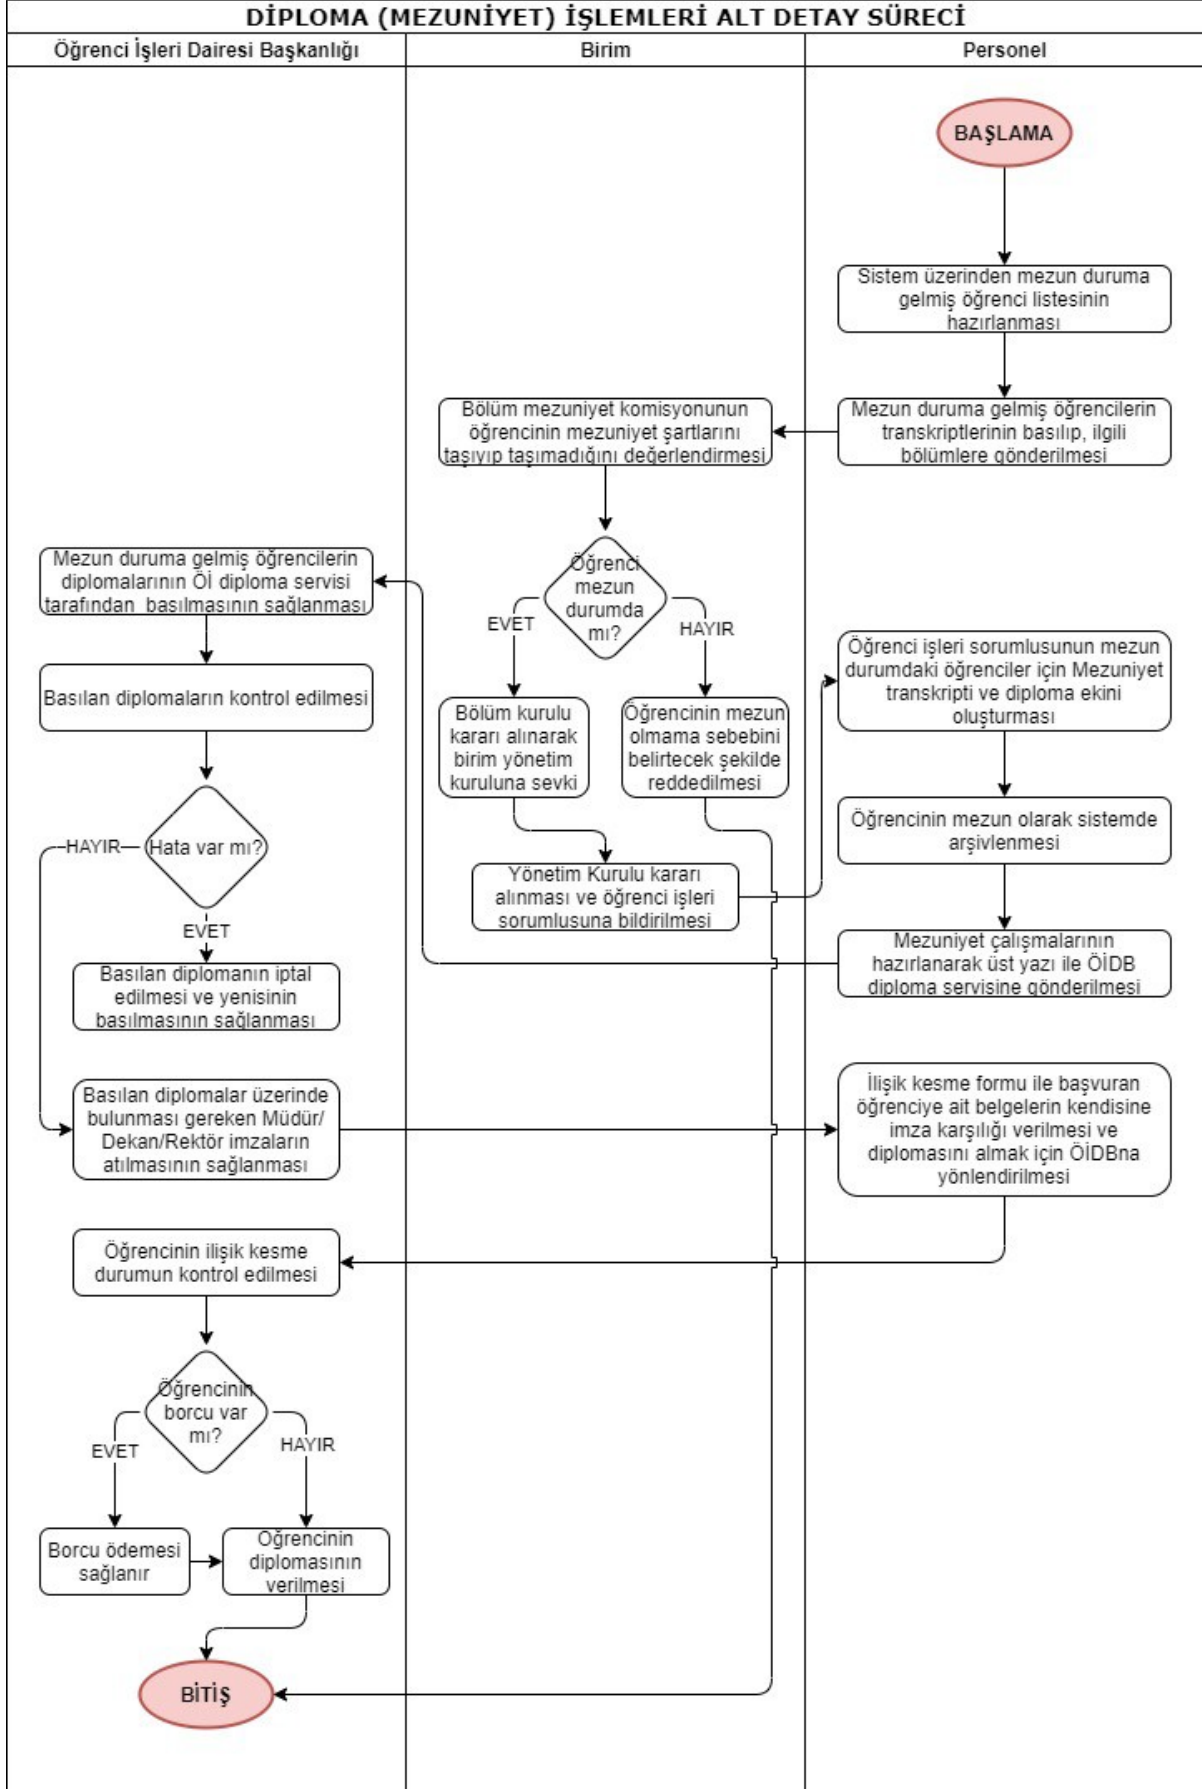 DİPLOMA (MEZUNİYET) İŞLEMLERİ ALT DETAY SÜRECİ
Öğrenci İşleri Dairesi Başkanlığı
Birim
Personel
BAŞLAMA
Sistem üzerinden mezun duruma
gelmiş öğrenci listesinin
hazırlanması
Mezun duruma gelmiş öğrencilerin
transkriptlerinin basılıp, ilgili
bölümlere gönderilmesi
Bölüm mezuniyet komisyonunun
öğrencinin mezuniyet şartlarını
taşıyıp taşımadığını değerlendirmesi
Öğrenci
mezun
durumda
mı?
EVET
HAYIR
Bölüm kurulu
kararı alınarak
birim yönetim
kuruluna sevki
Öğrencinin mezun
olmama sebebini
belirtecek şekilde
reddedilmesi
Yönetim Kurulu kararı
alınması ve öğrenci işleri
sorumlusuna bildirilmesi
Öğrenci işleri sorumlusunun mezun
durumdaki öğrenciler için Mezuniyet
transkripti ve diploma ekini
oluşturması
Öğrencinin mezun olarak sistemde
arşivlenmesi
Mezuniyet çalışmalarının
hazırlanarak üst yazı ile ÖİDB
diploma servisine gönderilmesi
Mezun duruma gelmiş öğrencilerin
diplomalarının Öİ diploma servisi
tarafından basılmasının sağlanması
Basılan diplomaların kontrol edilmesi
Hata var mı?
HAYIR
EVET
Basılan diplomanın iptal
edilmesi ve yenisinin
basılmasının sağlanması
Basılan diplomalar üzerinde
bulunması gereken Müdür/
Dekan/Rektör imzaların
atılmasının sağlanması
İlişik kesme formu ile başvuran
öğrenciye ait belgelerin kendisine
imza karşılığı verilmesi ve
diplomasını almak için ÖİDBna
yönlendirilmesi
Öğrencinin ilişik kesme
durumun kontrol edilmesi
Öğrencinin
borcu var
mı?
EVET
HAYIR
Borcu ödemesi
sağlanır
Öğrencinin
diplomasının
verilmesi
BİTİŞ